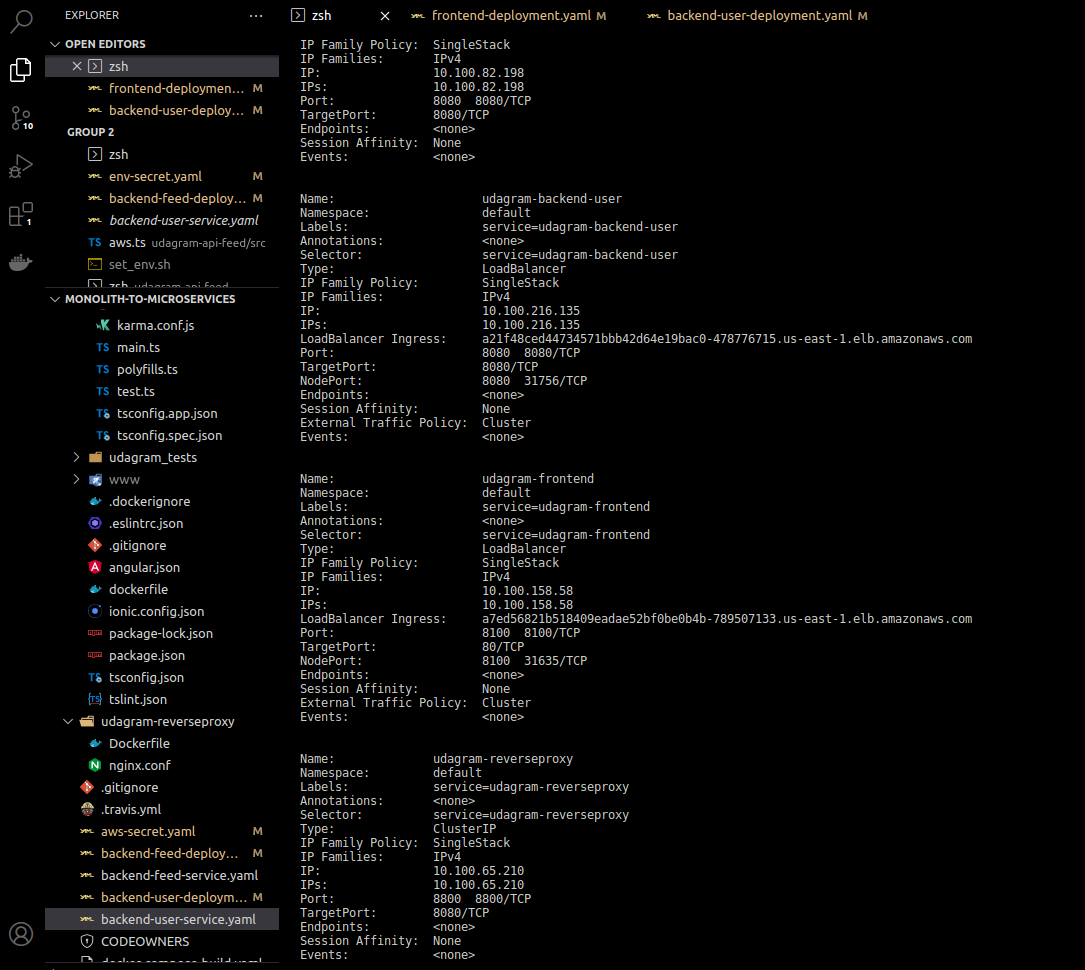 EXPLORER
OPEN EDITORS
zsh
frontend-deploymen... M
backend-user-deploy... M
GROUP 2
zsh
env-secret.yaml M
backend-feed-deploy... M
backend-user-service.yaml
TS aws.ts udagram-api-feed/src
set_env.sh
zsh udagram-api-feed
MONOLITH-TO-MICROSERVICES
karma.conf.js
TS main.ts
TS polyfills.ts
TS test.ts
TS tsconfig.app.json
TS tsconfig.spec.json
udagram_tests
www
.dockerignore
.eslintrc.json
.gitignore
angular.json
dockerfile
ionic.config.json
package-lock.json
package.json
TS tsconfig.json
tslint.json
udagram-reverseproxy
Dockerfile
nginx.conf
.gitignore
.travis.yml
aws-secret.yaml M
backend-feed-deploy... M
backend-feed-service.yaml
backend-user-deploym... M
backend-user-service.yaml
CODEOWNERS
docker-compose-build.yaml
10
1
zsh
frontend-deployment.yaml M
backend-user-deployment.yaml M
IP Family Policy: SingleStack
IP Families: IPv4
IP: 10.100.82.198
IPs: 10.100.82.198
Port: 8080 8080/TCP
TargetPort: 8080/TCP
Endpoints: <none>
Session Affinity: None
Events: <none>
Name: udagram-backend-user
Namespace: default
Labels: service=udagram-backend-user
Annotations: <none>
Selector: service=udagram-backend-user
Type: LoadBalancer
IP Family Policy: SingleStack
IP Families: IPv4
IP: 10.100.216.135
IPs: 10.100.216.135
LoadBalancer Ingress: a21f48ced44734571bbb42d64e19bac0-478776715.us-east-1.elb.amazonaws.com
Port: 8080 8080/TCP
TargetPort: 8080/TCP
NodePort: 8080 31756/TCP
Endpoints: <none>
Session Affinity: None
External Traffic Policy: Cluster
Events: <none>
Name: udagram-frontend
Namespace: default
Labels: service=udagram-frontend
Annotations: <none>
Selector: service=udagram-frontend
Type: LoadBalancer
IP Family Policy: SingleStack
IP Families: IPv4
IP: 10.100.158.58
IPs: 10.100.158.58
LoadBalancer Ingress: a7ed56821b518409eadae52bf0be0b4b-789507133.us-east-1.elb.amazonaws.com
Port: 8100 8100/TCP
TargetPort: 80/TCP
NodePort: 8100 31635/TCP
Endpoints: <none>
Session Affinity: None
External Traffic Policy: Cluster
Events: <none>
Name: udagram-reverseproxy
Namespace: default
Labels: service=udagram-reverseproxy
Annotations: <none>
Selector: service=udagram-reverseproxy
Type: ClusterIP
IP Family Policy: SingleStack
IP Families: IPv4
IP: 10.100.65.210
IPs: 10.100.65.210
Port: 8800 8800/TCP
TargetPort: 8080/TCP
Endpoints: <none>
Session Affinity: None
Events: <none>